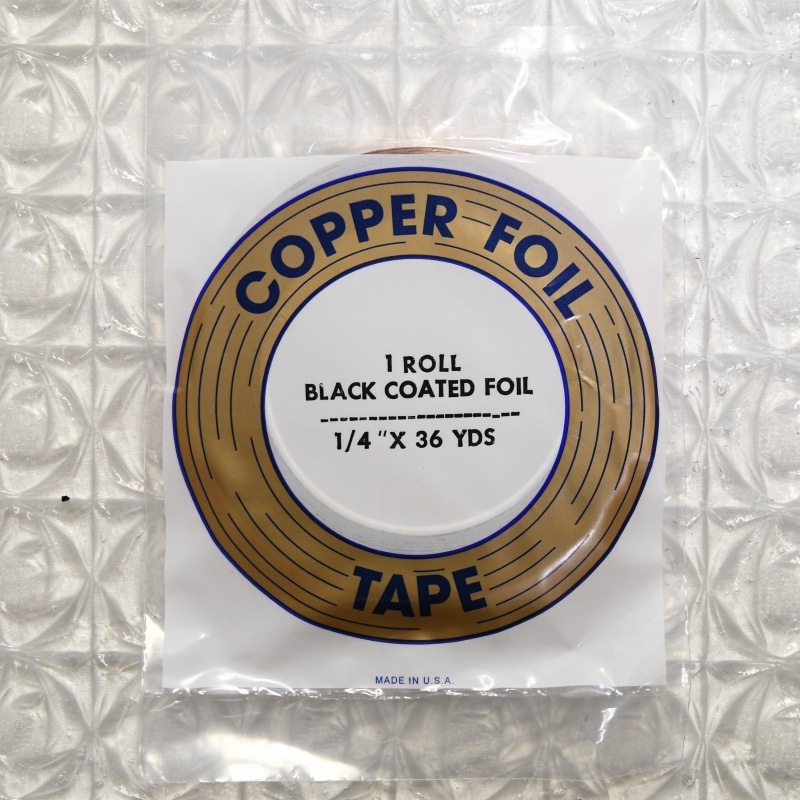 COPPER FOIL
1 ROLL
BLACK COATED FOIL
--------------------
1/4 "X 36 YDS
TAPE
MADE IN U.S.A.